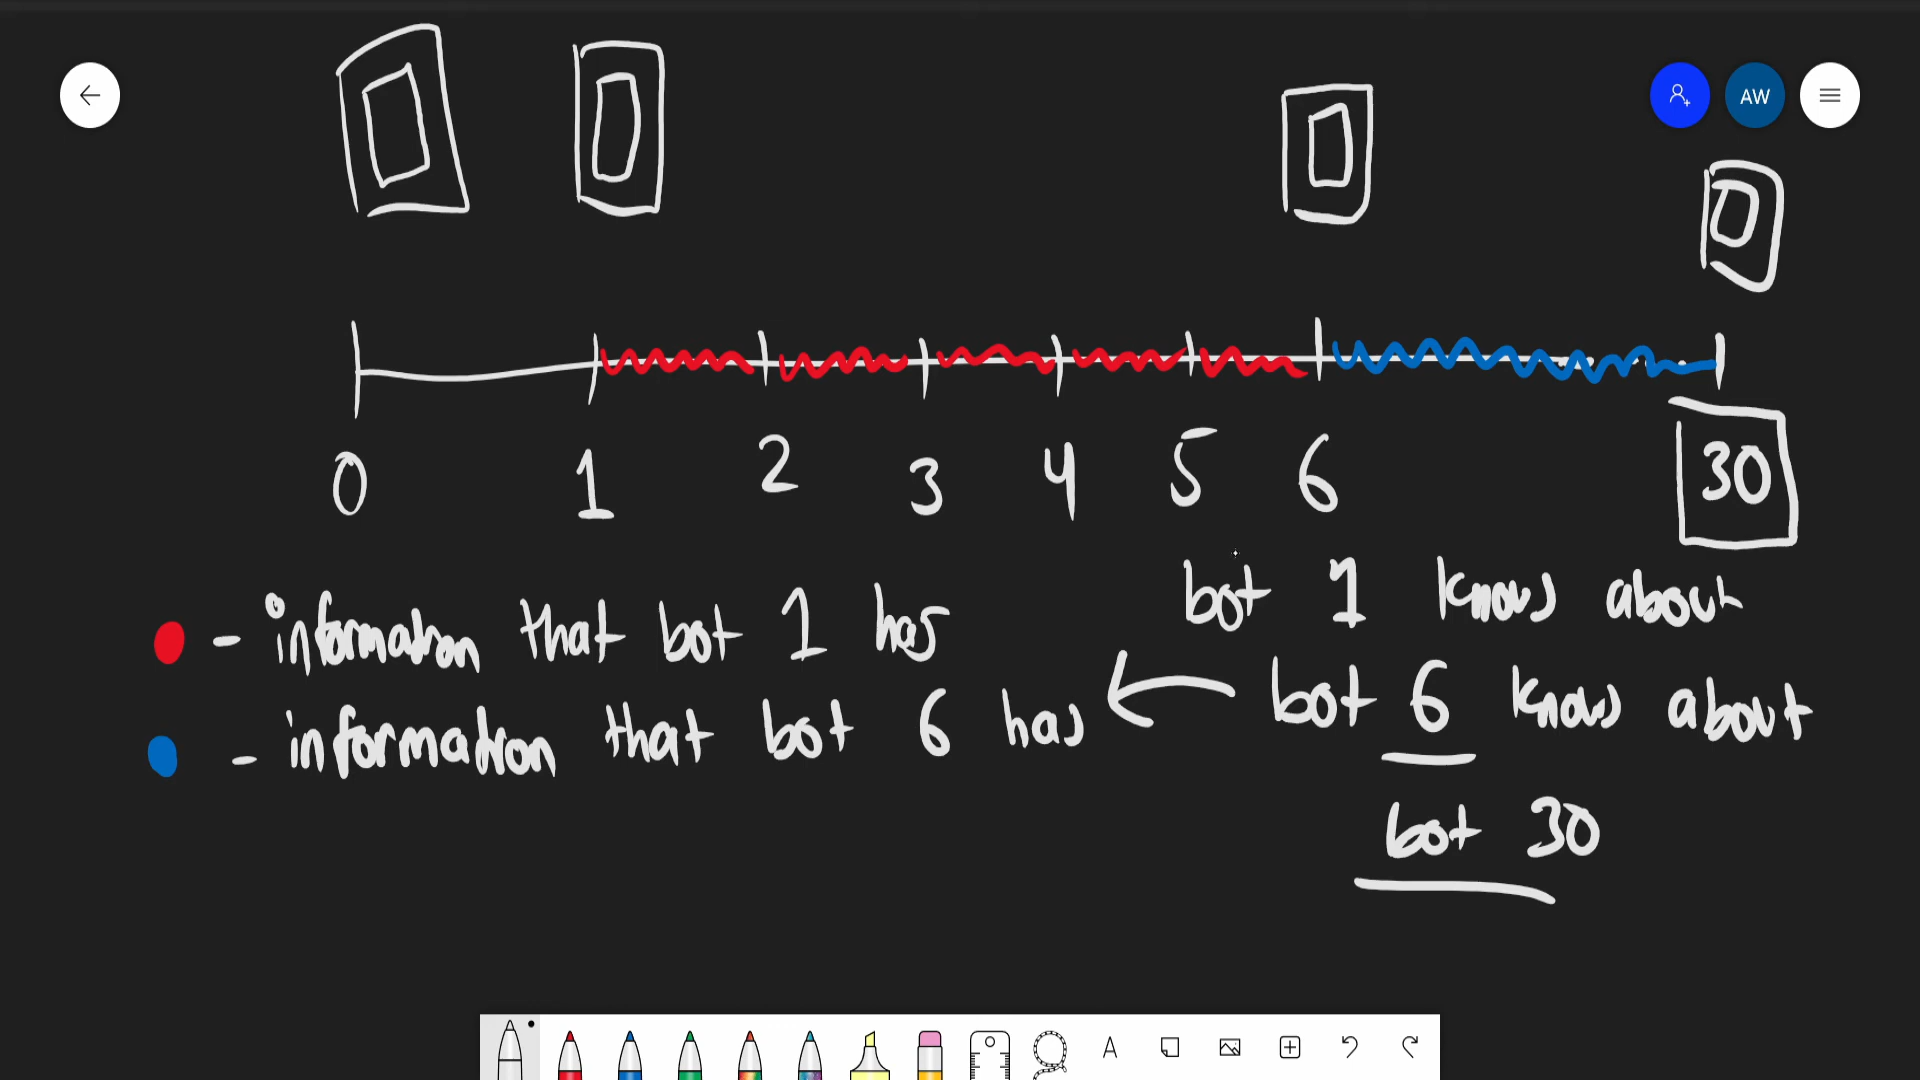 AW
0 1 2 3 4 5 6 30
- information that bot 1 has
- information that bot 6 has
bot 1 knows about
bot 6 knows about
bot 30
A